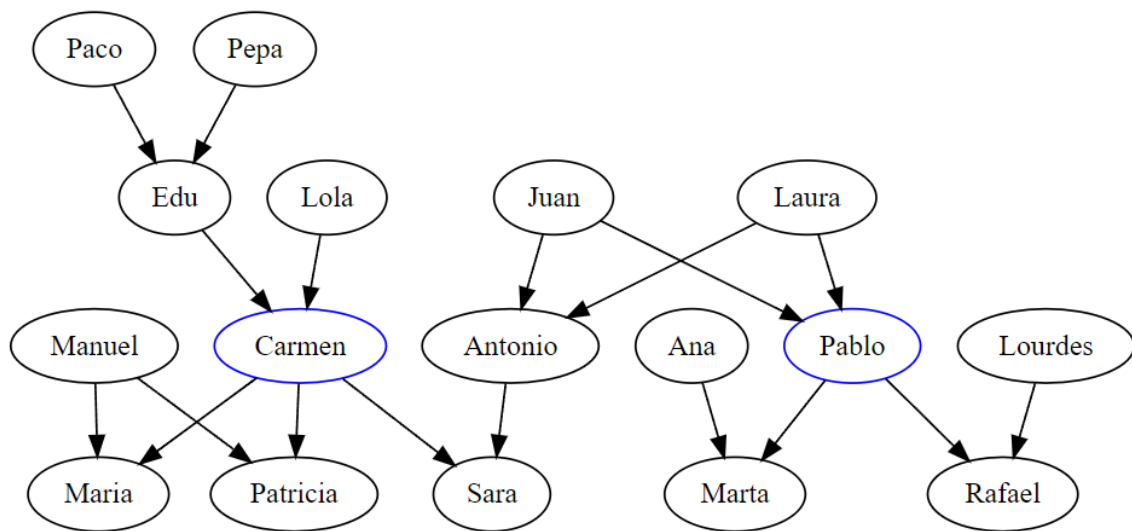 Paco
Pepa
Edu
Lola
Juan
Laura
Manuel
Carmen
Antonio
Ana
Pablo
Lourdes
Maria
Patricia
Sara
Marta
Rafael